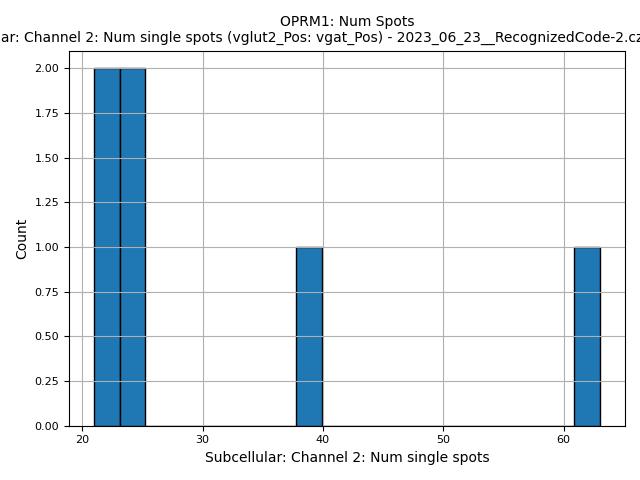 OPRM1: Num Spots
ar: Channel 2: Num single spots (vglut2_Pos: vgat_Pos) - 2023_06_23__RecognizedCode-2.cz
2.00
1.75
1.50
1.25
1.00
0.75
0.50
0.25
0.00
Count
20 30 40 50 60
Subcellular: Channel 2: Num single spots